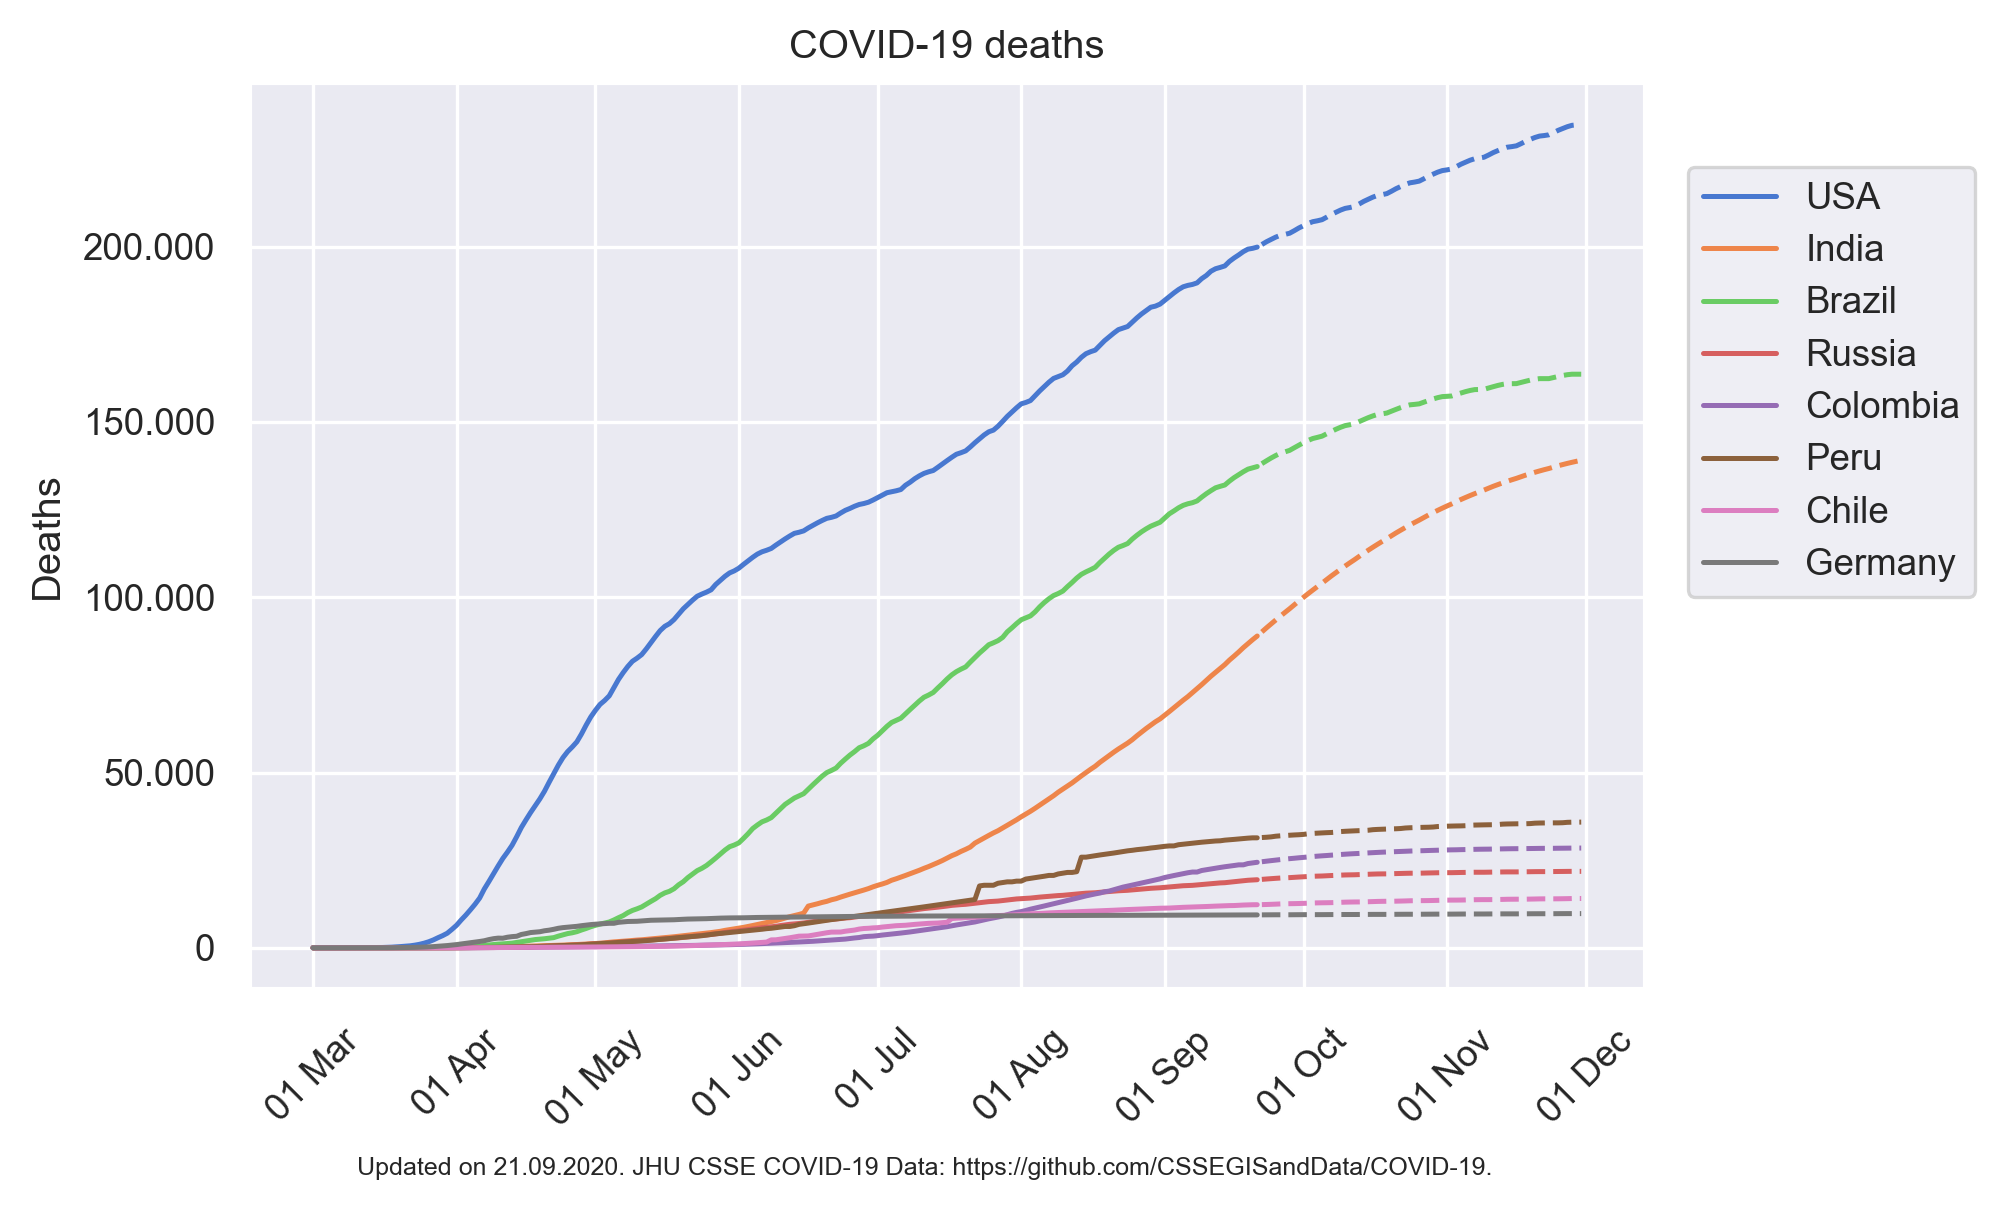 COVID-19 deaths
200.000
150.000
100.000
50.000
0
Deaths
01 Mar
01 Apr
01 May
01 Jun
01 Jul
01 Aug
01 Sep
01 Oct
01 Nov
01 Dec
USA
India
Brazil
Russia
Colombia
Peru
Chile
Germany
Updated on 21.09.2020. JHU CSSE COVID-19 Data: https://github.com/CSSEGISandData/COVID-19.